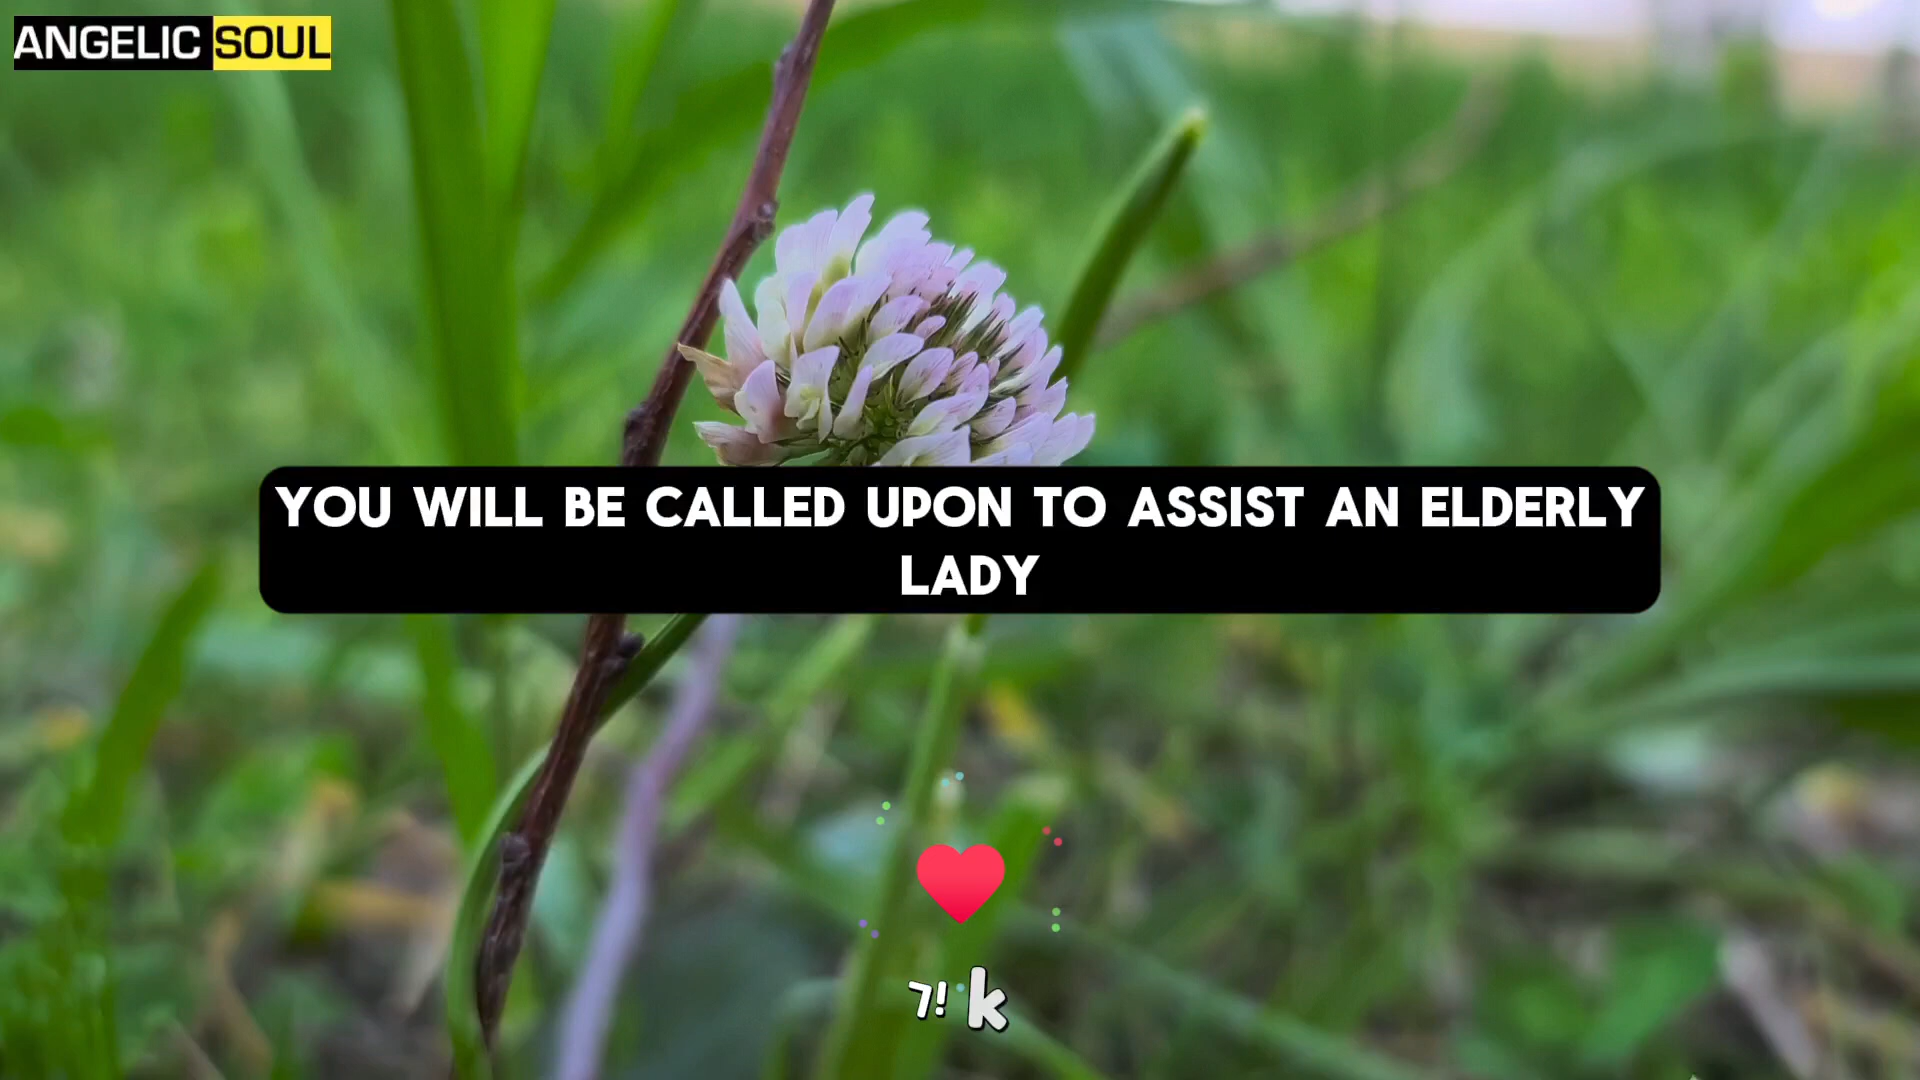 ANGELIC SOUL
YOU WILL BE CALLED UPON TO ASSIST AN ELDERLY
LADY